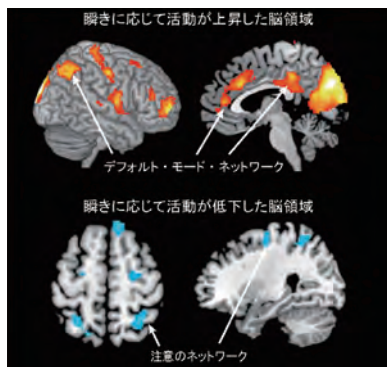 瞬きに応じて活動が上昇した脳領域
デフォルト・モード・ネットワーク
瞬きに応じて活動が低下した脳領域
注意のネットワーク